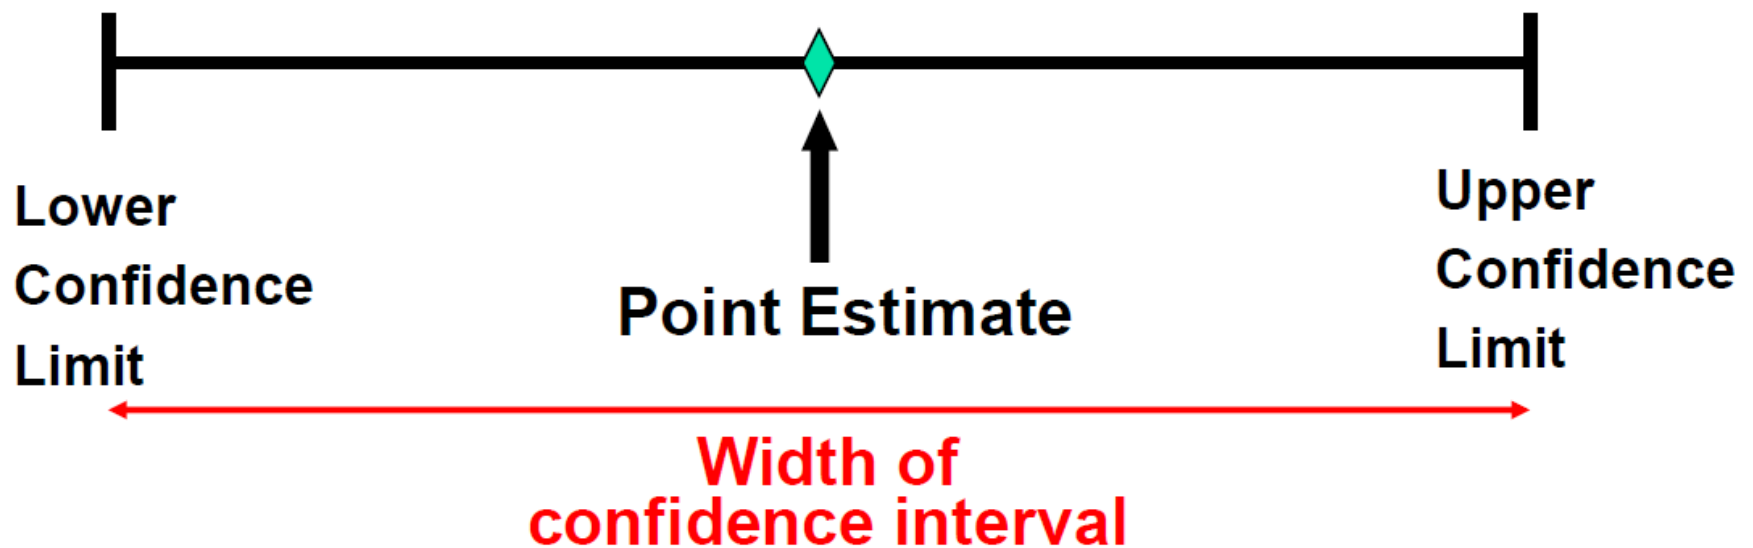 Lower
Confidence
Limit
Point Estimate
Upper
Confidence
Limit
Width of
confidence interval